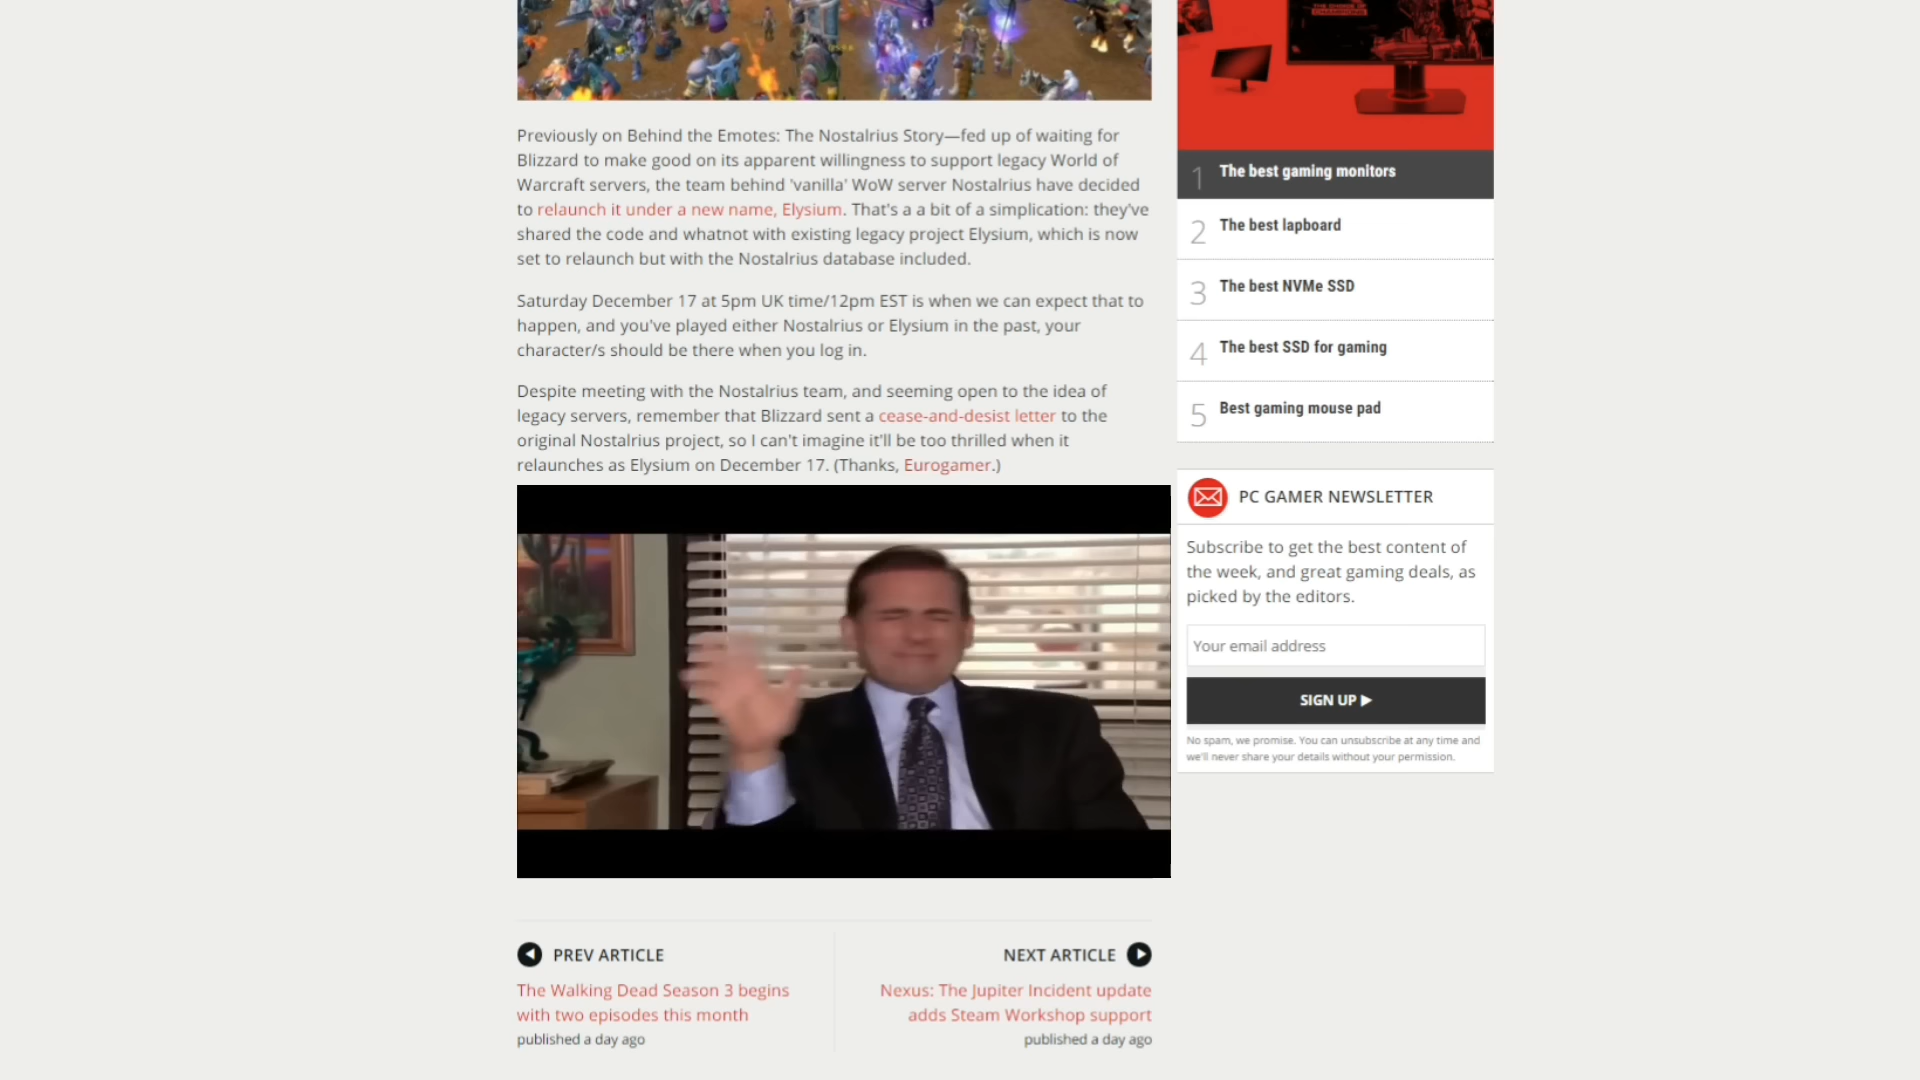 Previously on Behind the Emotes: The Nostalrius Story—fed up of waiting for
Blizzard to make good on its apparent willingness to support legacy World of
Warcraft servers, the team behind 'vanilla' WoW server Nostalrius have decided
to relaunch it under a new name, Elysium. That's a a bit of a simplication: they've
shared the code and whatnot with existing legacy project Elysium, which is now
set to relaunch but with the Nostalrius database included.
Saturday December 17 at 5pm UK time/12pm EST is when we can expect that to
happen, and you've played either Nostalrius or Elysium in the past, your
character/s should be there when you log in.
Despite meeting with the Nostalrius team, and seeming open to the idea of
legacy servers, remember that Blizzard sent a cease-and-desist letter to the
original Nostalrius project, so I can't imagine it'll be too thrilled when it
relaunches as Elysium on December 17. (Thanks, Eurogamer.)
PREV ARTICLE
The Walking Dead Season 3 begins
with two episodes this month
published a day ago
NEXT ARTICLE
Nexus: The Jupiter Incident update
adds Steam Workshop support
published a day ago
1 The best gaming monitors
2 The best lapboard
3 The best NVMe SSD
4 The best SSD for gaming
5 Best gaming mouse pad
PC GAMER NEWSLETTER
Subscribe to get the best content of
the week, and great gaming deals, as
picked by the editors.
Your email address
SIGN UP
No spam, we promise. You can unsubscribe at any time and
we'll never share your details without your permission.